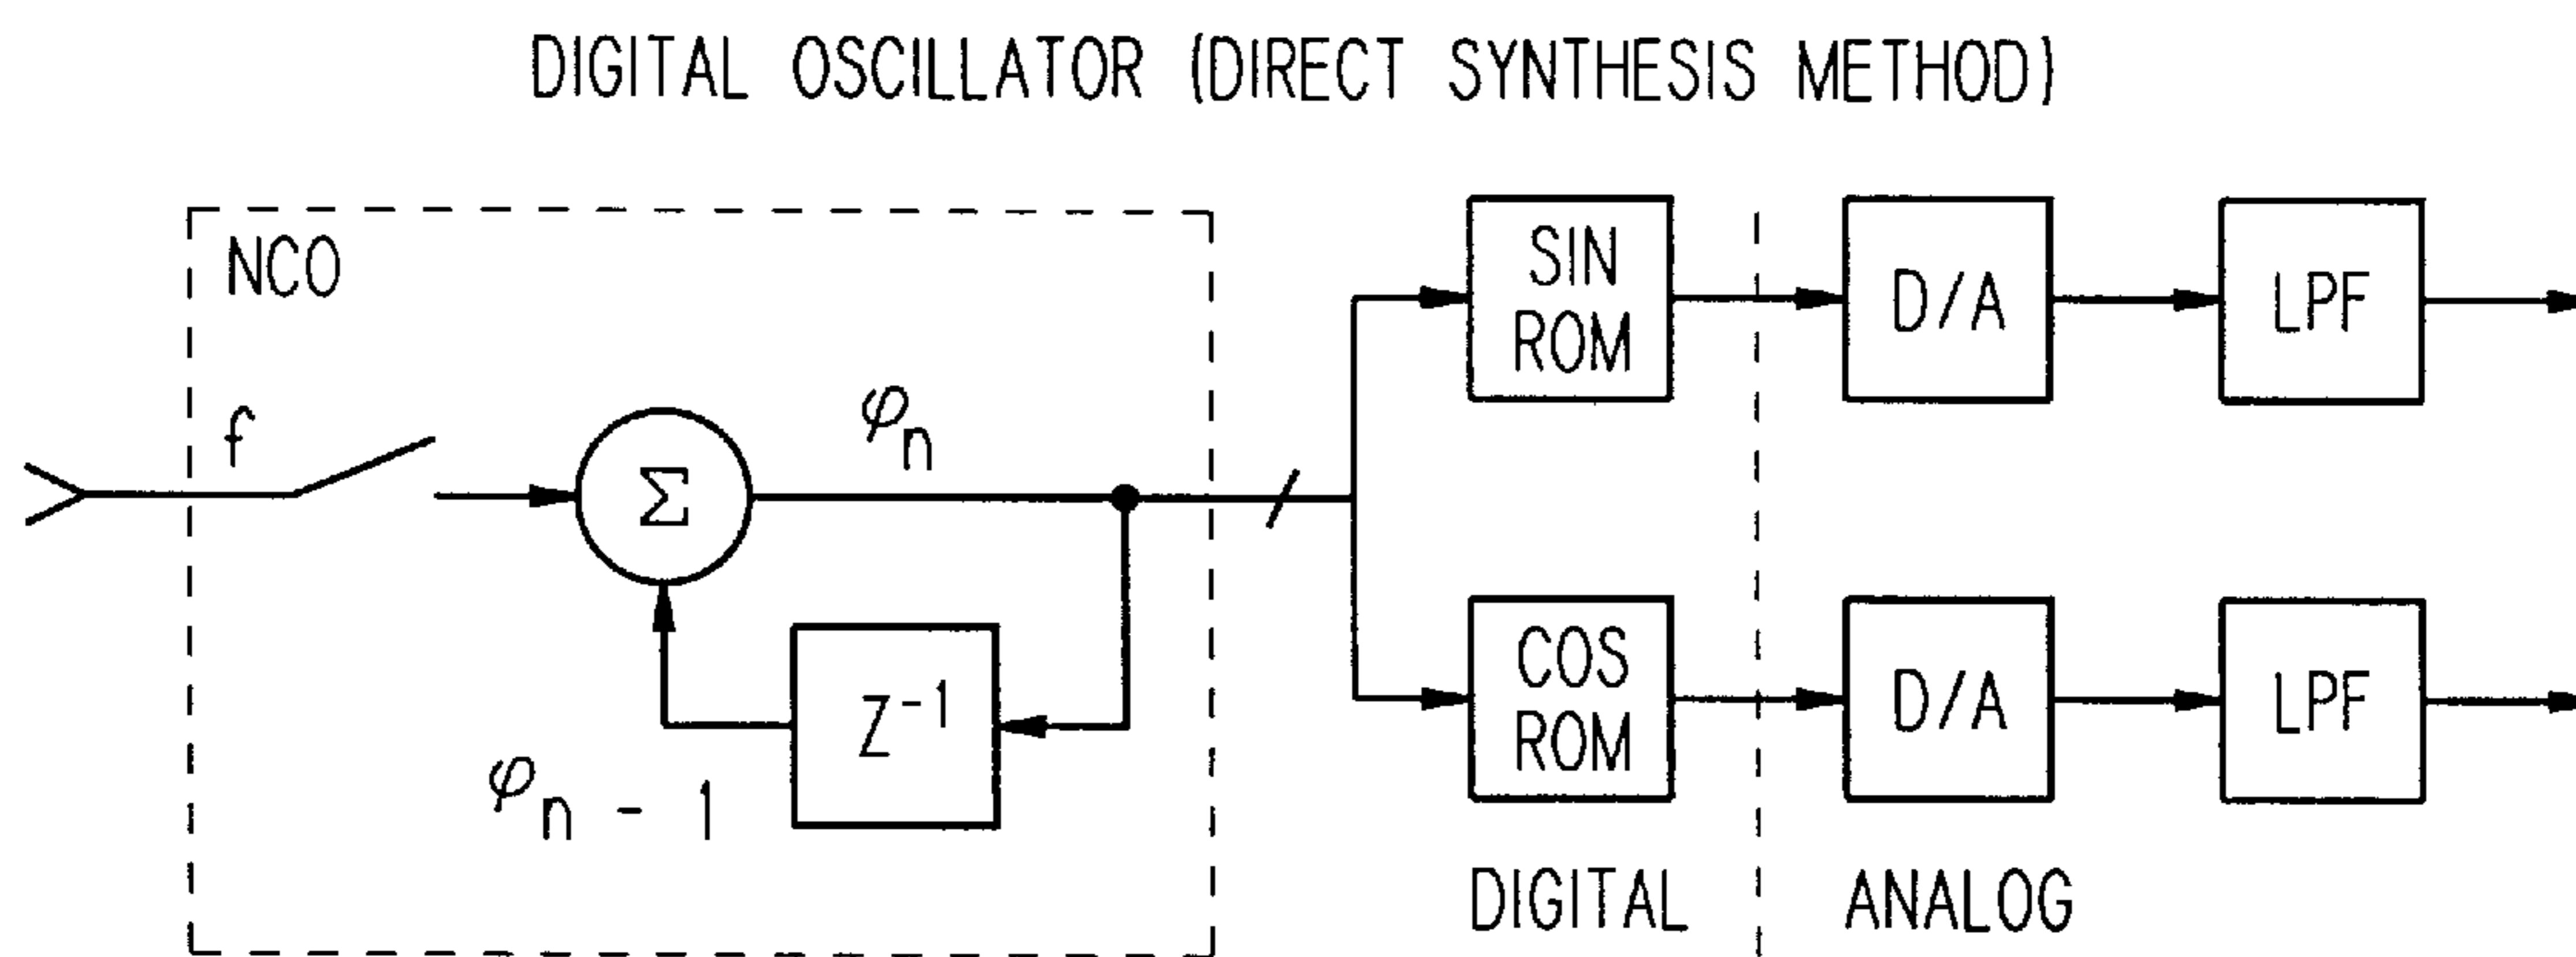 DIGITAL OSCILLATOR (DIRECT SYNTHESIS METHOD)
NCO
f
Σ
φn
Z-1
φn - 1
SIN
ROM
D/A
LPF
COS
ROM
D/A
LPF
DIGITAL
ANALOG